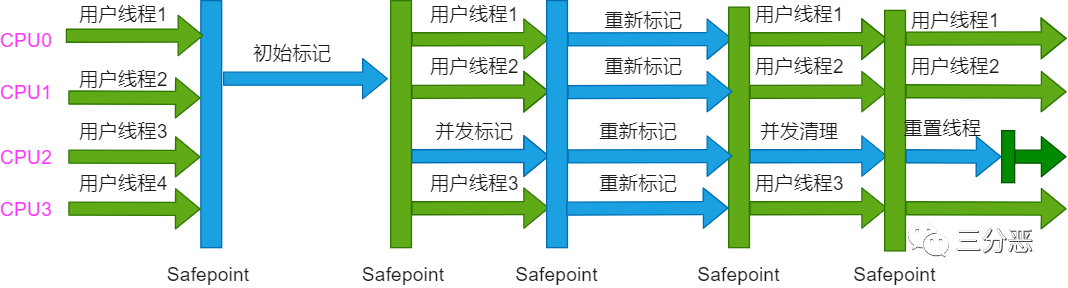 用户线程1
用户线程1
重新标记
用户线程1
用户线程1
CPU0
初始标记
用户线程2
用户线程2
重新标记
用户线程2
用户线程2
CPU1
用户线程3
并发标记
重新标记
并发清理
重置线程
CPU2
用户线程4
用户线程3
重新标记
用户线程3
CPU3
三分恶
Safepoint
Safepoint
Safepoint
Safepoint
Safepoint